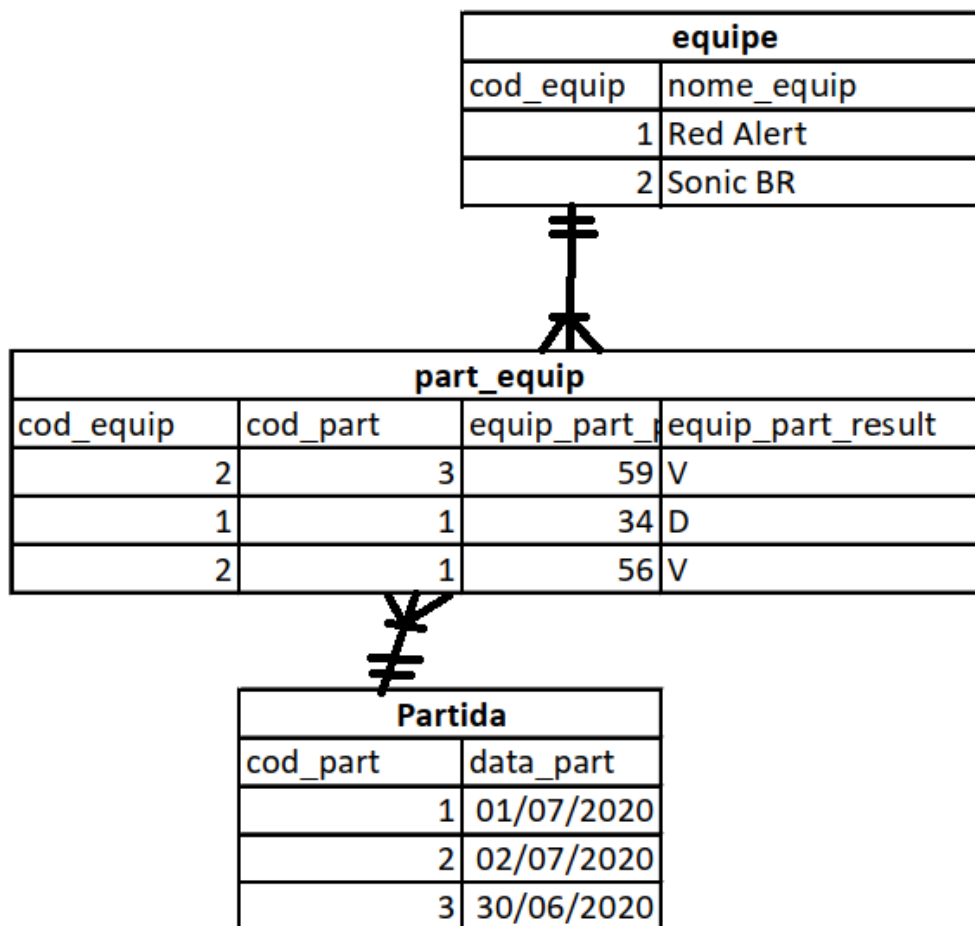 equipe
cod_equip nome_equip
1 Red Alert
2 Sonic BR
part_equip
cod_equip cod_part equip_part_p equip_part_result
2 3 59 V
1 1 34 D
2 1 56 V
Partida
cod_part data_part
1 01/07/2020
2 02/07/2020
3 30/06/2020